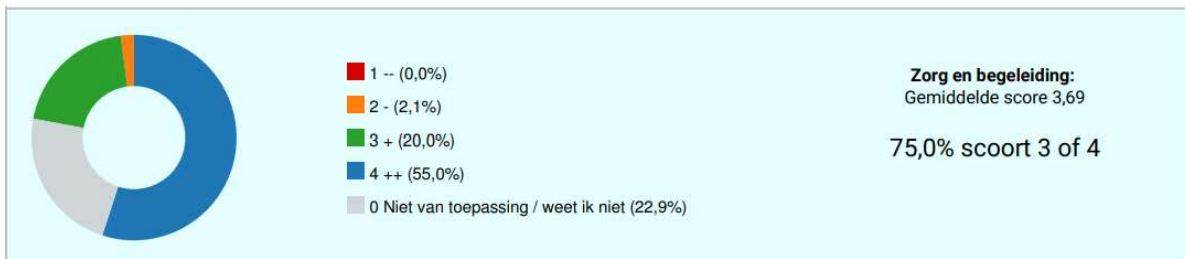 1 -- (0,0%)
2 - (2,1%)
3 + (20,0%)
4 ++ (55,0%)
0 Niet van toepassing / weet ik niet (22,9%)
Zorg en begeleiding:
Gemiddelde score 3,69
75,0% scoort 3 of 4